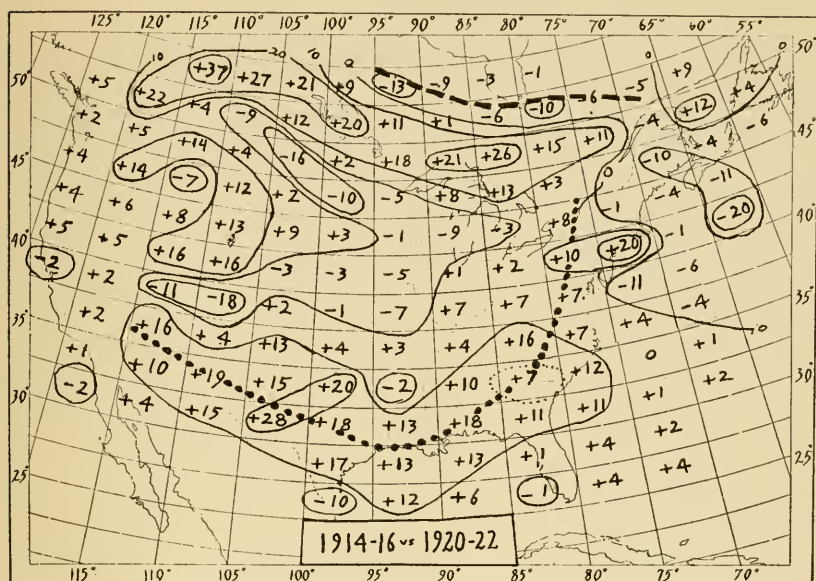 125° 120° 115° 110° 105° 100° 95° 90° 85° 80° 75° 70° 65° 60° 55°
50° 10 +37 20 10 0 0 50°
+5 +22 +27 +21 +9 -13 -9 -3 -1 -5 +9 +4
+2 +5 +4 -9 +12 +20 +11 +1 -6 -10 -6 4 +12 -6
45° +4 +14 +14 +4 -16 +2 +18 +21 +26 +15 +11 -10 +4 45°
+4 -7 +12 +2 -10 -5 +8 +13 +3 0 -4 -11
+5 +6 +8 +13 +9 +3 -1 -9 -3 +8 -1 -1 -20
40° -2 +5 +16 +16 -3 -3 -5 +1 +2 +10 +20 -6 40°
+2 -11 -18 +2 -1 -7 +7 +7 +7 -11 -4
35° +2 +16 +4 +13 +4 +3 +4 +16 +7 +4 0 35°
+1 +10 +19 +15 +20 -2 +10 +7 +12 0 +1
30° -2 +4 +15 +28 +18 +13 +18 +11 +11 +1 +2 30°
+17 +13 +13 +1 +4 +2
25° -10 +12 +6 -1 +4 +4 25°
1914-16 vs 1920-22
115° 110° 105° 100° 95° 90° 85° 80° 75° 70°